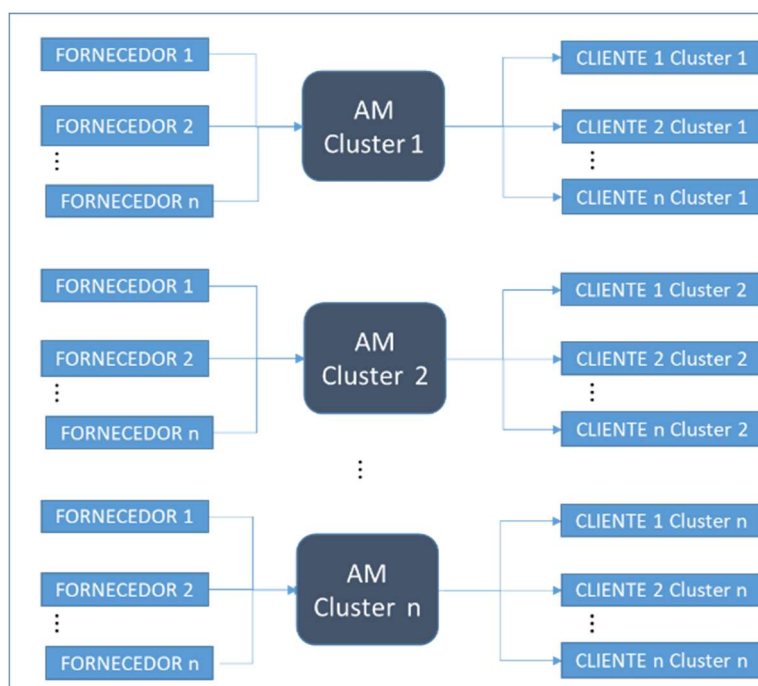 FORNECEDOR 1
FORNECEDOR 2
⋮
FORNECEDOR n
AM
Cluster 1
CLIENTE 1 Cluster 1
CLIENTE 2 Cluster 1
⋮
CLIENTE n Cluster 1
FORNECEDOR 1
FORNECEDOR 2
⋮
FORNECEDOR n
AM
Cluster 2
CLIENTE 1 Cluster 2
CLIENTE 2 Cluster 2
⋮
CLIENTE n Cluster 2
⋮
FORNECEDOR 1
FORNECEDOR 2
⋮
FORNECEDOR n
AM
Cluster n
CLIENTE 1 Cluster n
CLIENTE 2 Cluster n
⋮
CLIENTE n Cluster n